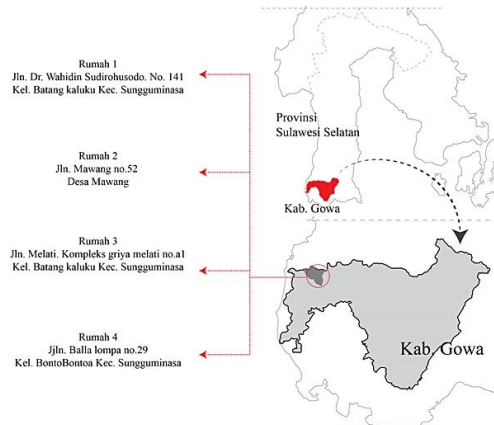 Rumah 1
Jln. Dr. Wahidin Sudirohusodo. No. 141
Kel. Batang kaluku Kec. Sungguminasa
Rumah 2
Jln. Mawang no.52
Desa Mawang
Rumah 3
Jln. Melati. Kompleks griya melati no.a1
Kel. Batang kaluku Kec. Sungguminasa
Rumah 4
Jjln. Balla lompa no.29
Kel. BontoBontoa Kec. Sungguminasa
Provinsi
Sulawesi Selatan
Kab. Gowa
Kab. Gowa